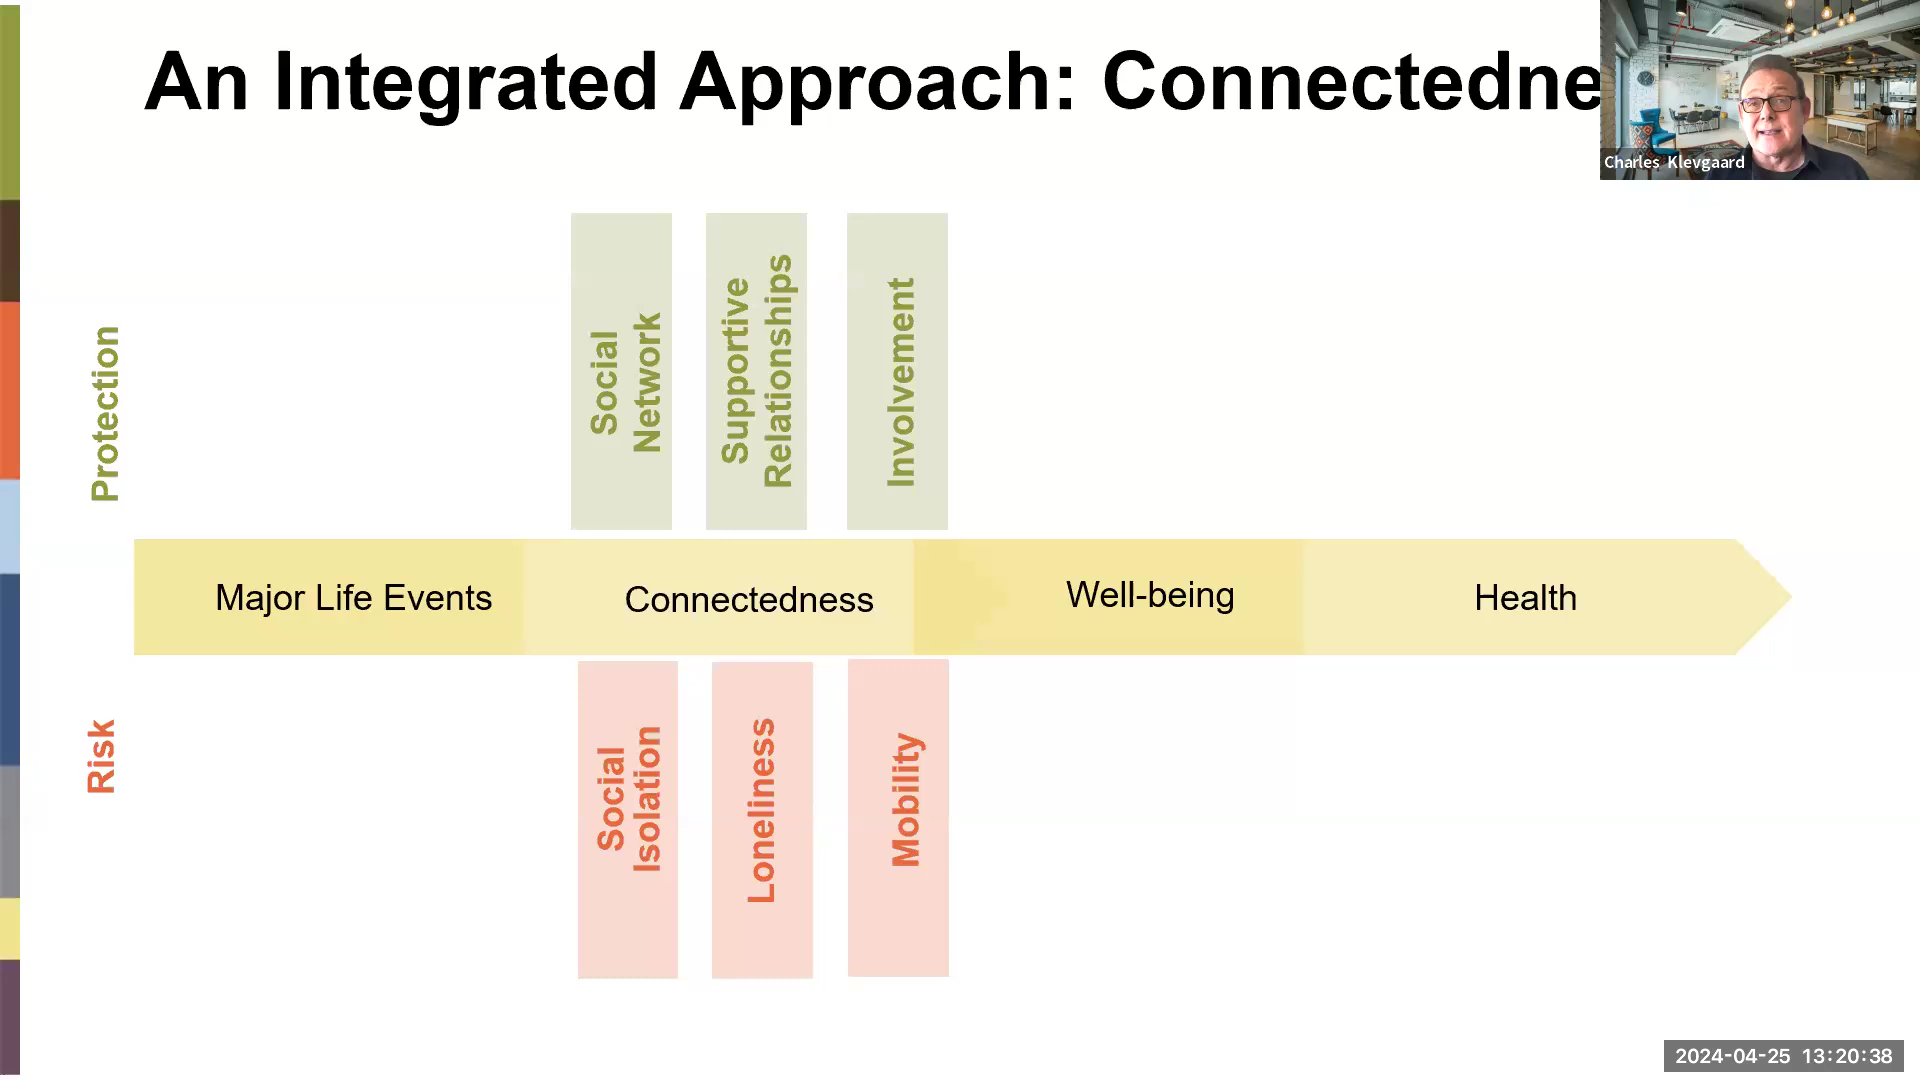 An Integrated Approach: Connectedne
Charles Klevgaard
Protection
Social
Network
Supportive
Relationships
Involvement
Major Life Events
Connectedness
Well-being
Health
Risk
Social
Isolation
Loneliness
Mobility
2024-04-25 13:20:38